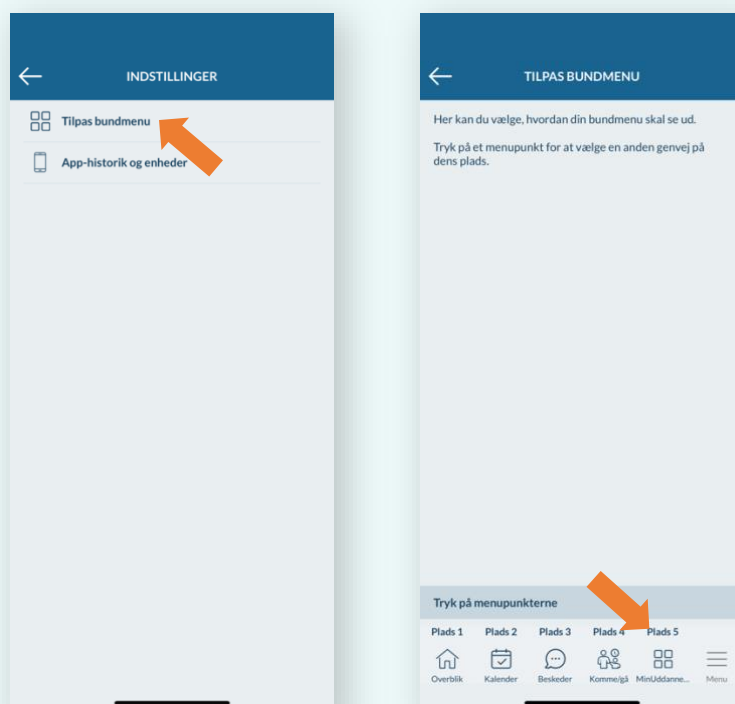 INDSTILLINGER
Tilpas bundmenu
App-historik og enheder
TILPAS BUNDMENU
Her kan du vælge, hvordan din bundmenu skal se ud.
Tryk på et menupunkt for at vælge en anden genvej på
dens plads.
Tryk på menupunkterne
Plads 1 Plads 2 Plads 3 Plads 4 Plads 5
Overblik Kalender Beskeder Komme/gå MinUddanne... Menu